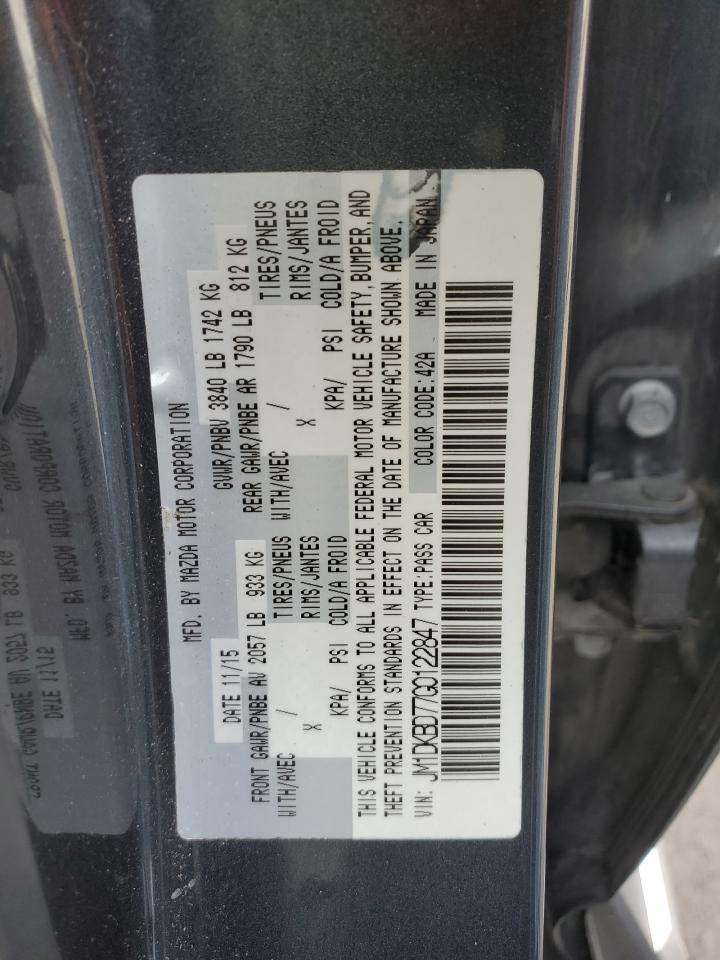 MFD. BY MAZDA MOTOR CORPORATION
DATE 11/15 GVWR/PNBV 3840 LB 1742 KG
FRONT GAWR/PNBE AV 2057 LB 933 KG REAR GAWR/PNBE AR 1790 LB 812 KG
WITH/AVEC / TIRES/PNEUS WITH/AVEC / TIRES/PNEUS
X RIMS/JANTES X RIMS/JANTES
KPA/ PSI COLD/A FROID KPA/ PSI COLD/A FROID
THIS VEHICLE CONFORMS TO ALL APPLICABLE FEDERAL MOTOR VEHICLE SAFETY, BUMPER, AND
THEFT PREVENTION STANDARDS IN EFFECT ON THE DATE OF MANUFACTURE SHOWN ABOVE.
VIN: JM1DKBD77G0122847 TYPE:PASS CAR COLOR CODE:42A MADE IN JAPAN